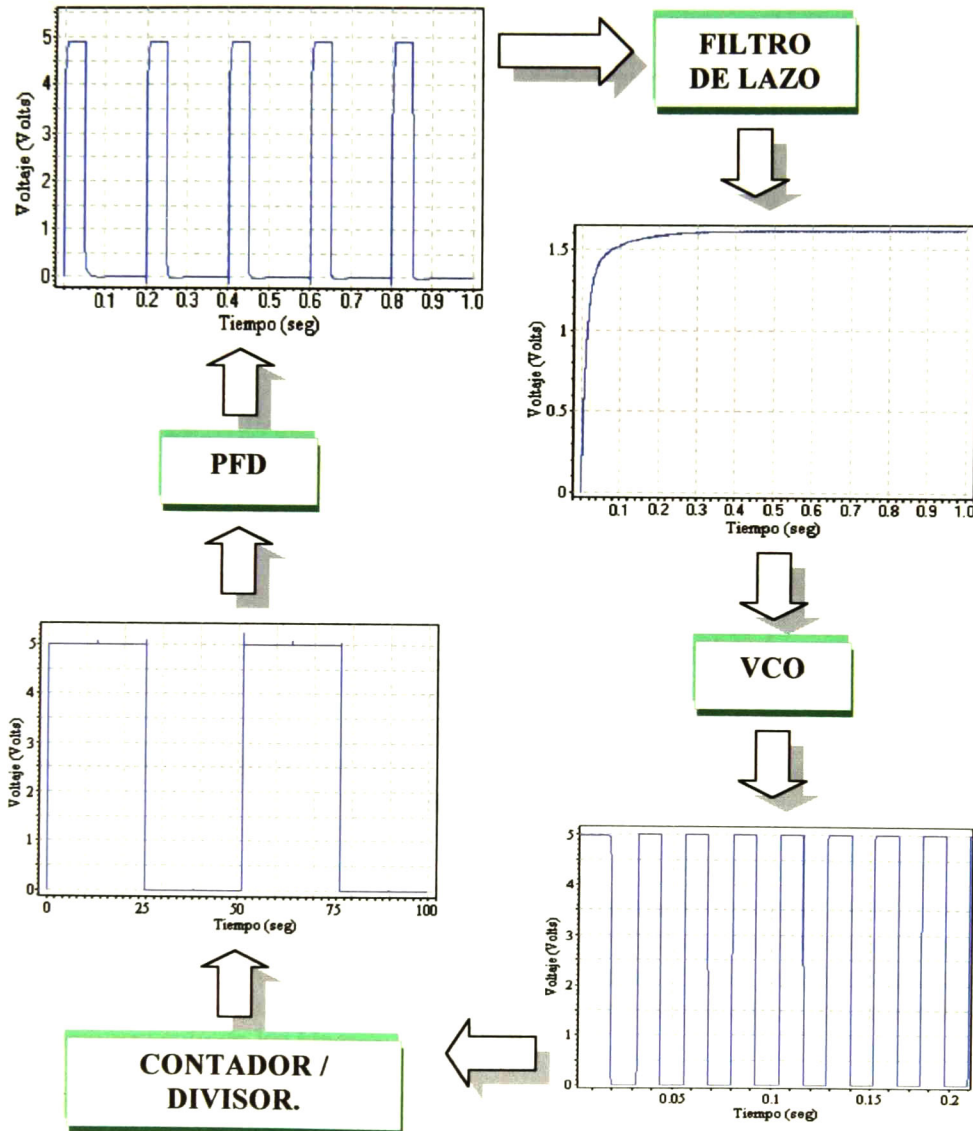 5
4
3
2
1
0
Voltaje (Volts)
0.1 0.2 0.3 0.4 0.5 0.6 0.7 0.8 0.9 1.0
Tiempo (seg)
FILTRO
DE LAZO
1.5
1
0.5
0
Voltaje (Volts)
0.1 0.2 0.3 0.4 0.5 0.6 0.7 0.8 0.9 1.0
Tiempo (seg)
PFD
VCO
5
4
3
2
1
0
Voltaje (Volts)
0 25 50 75 100
Tiempo (seg)
5
4
3
2
1
0
Voltaje (Volts)
0.05 0.1 0.15 0.2
Tiempo (seg)
CONTADOR /
DIVISOR.